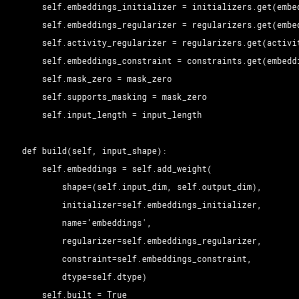 self.embeddings_initializer = initializers.get(embed
self.embeddings_regularizer = regularizers.get(embed
self.activity_regularizer = regularizers.get(activit
self.embeddings_constraint = constraints.get(embeddi
self.mask_zero = mask_zero
self.supports_masking = mask_zero
self.input_length = input_length
def build(self, input_shape):
self.embeddings = self.add_weight(
shape=(self.input_dim, self.output_dim),
initializer=self.embeddings_initializer,
name='embeddings',
regularizer=self.embeddings_regularizer,
constraint=self.embeddings_constraint,
dtype=self.dtype)
self.built = True